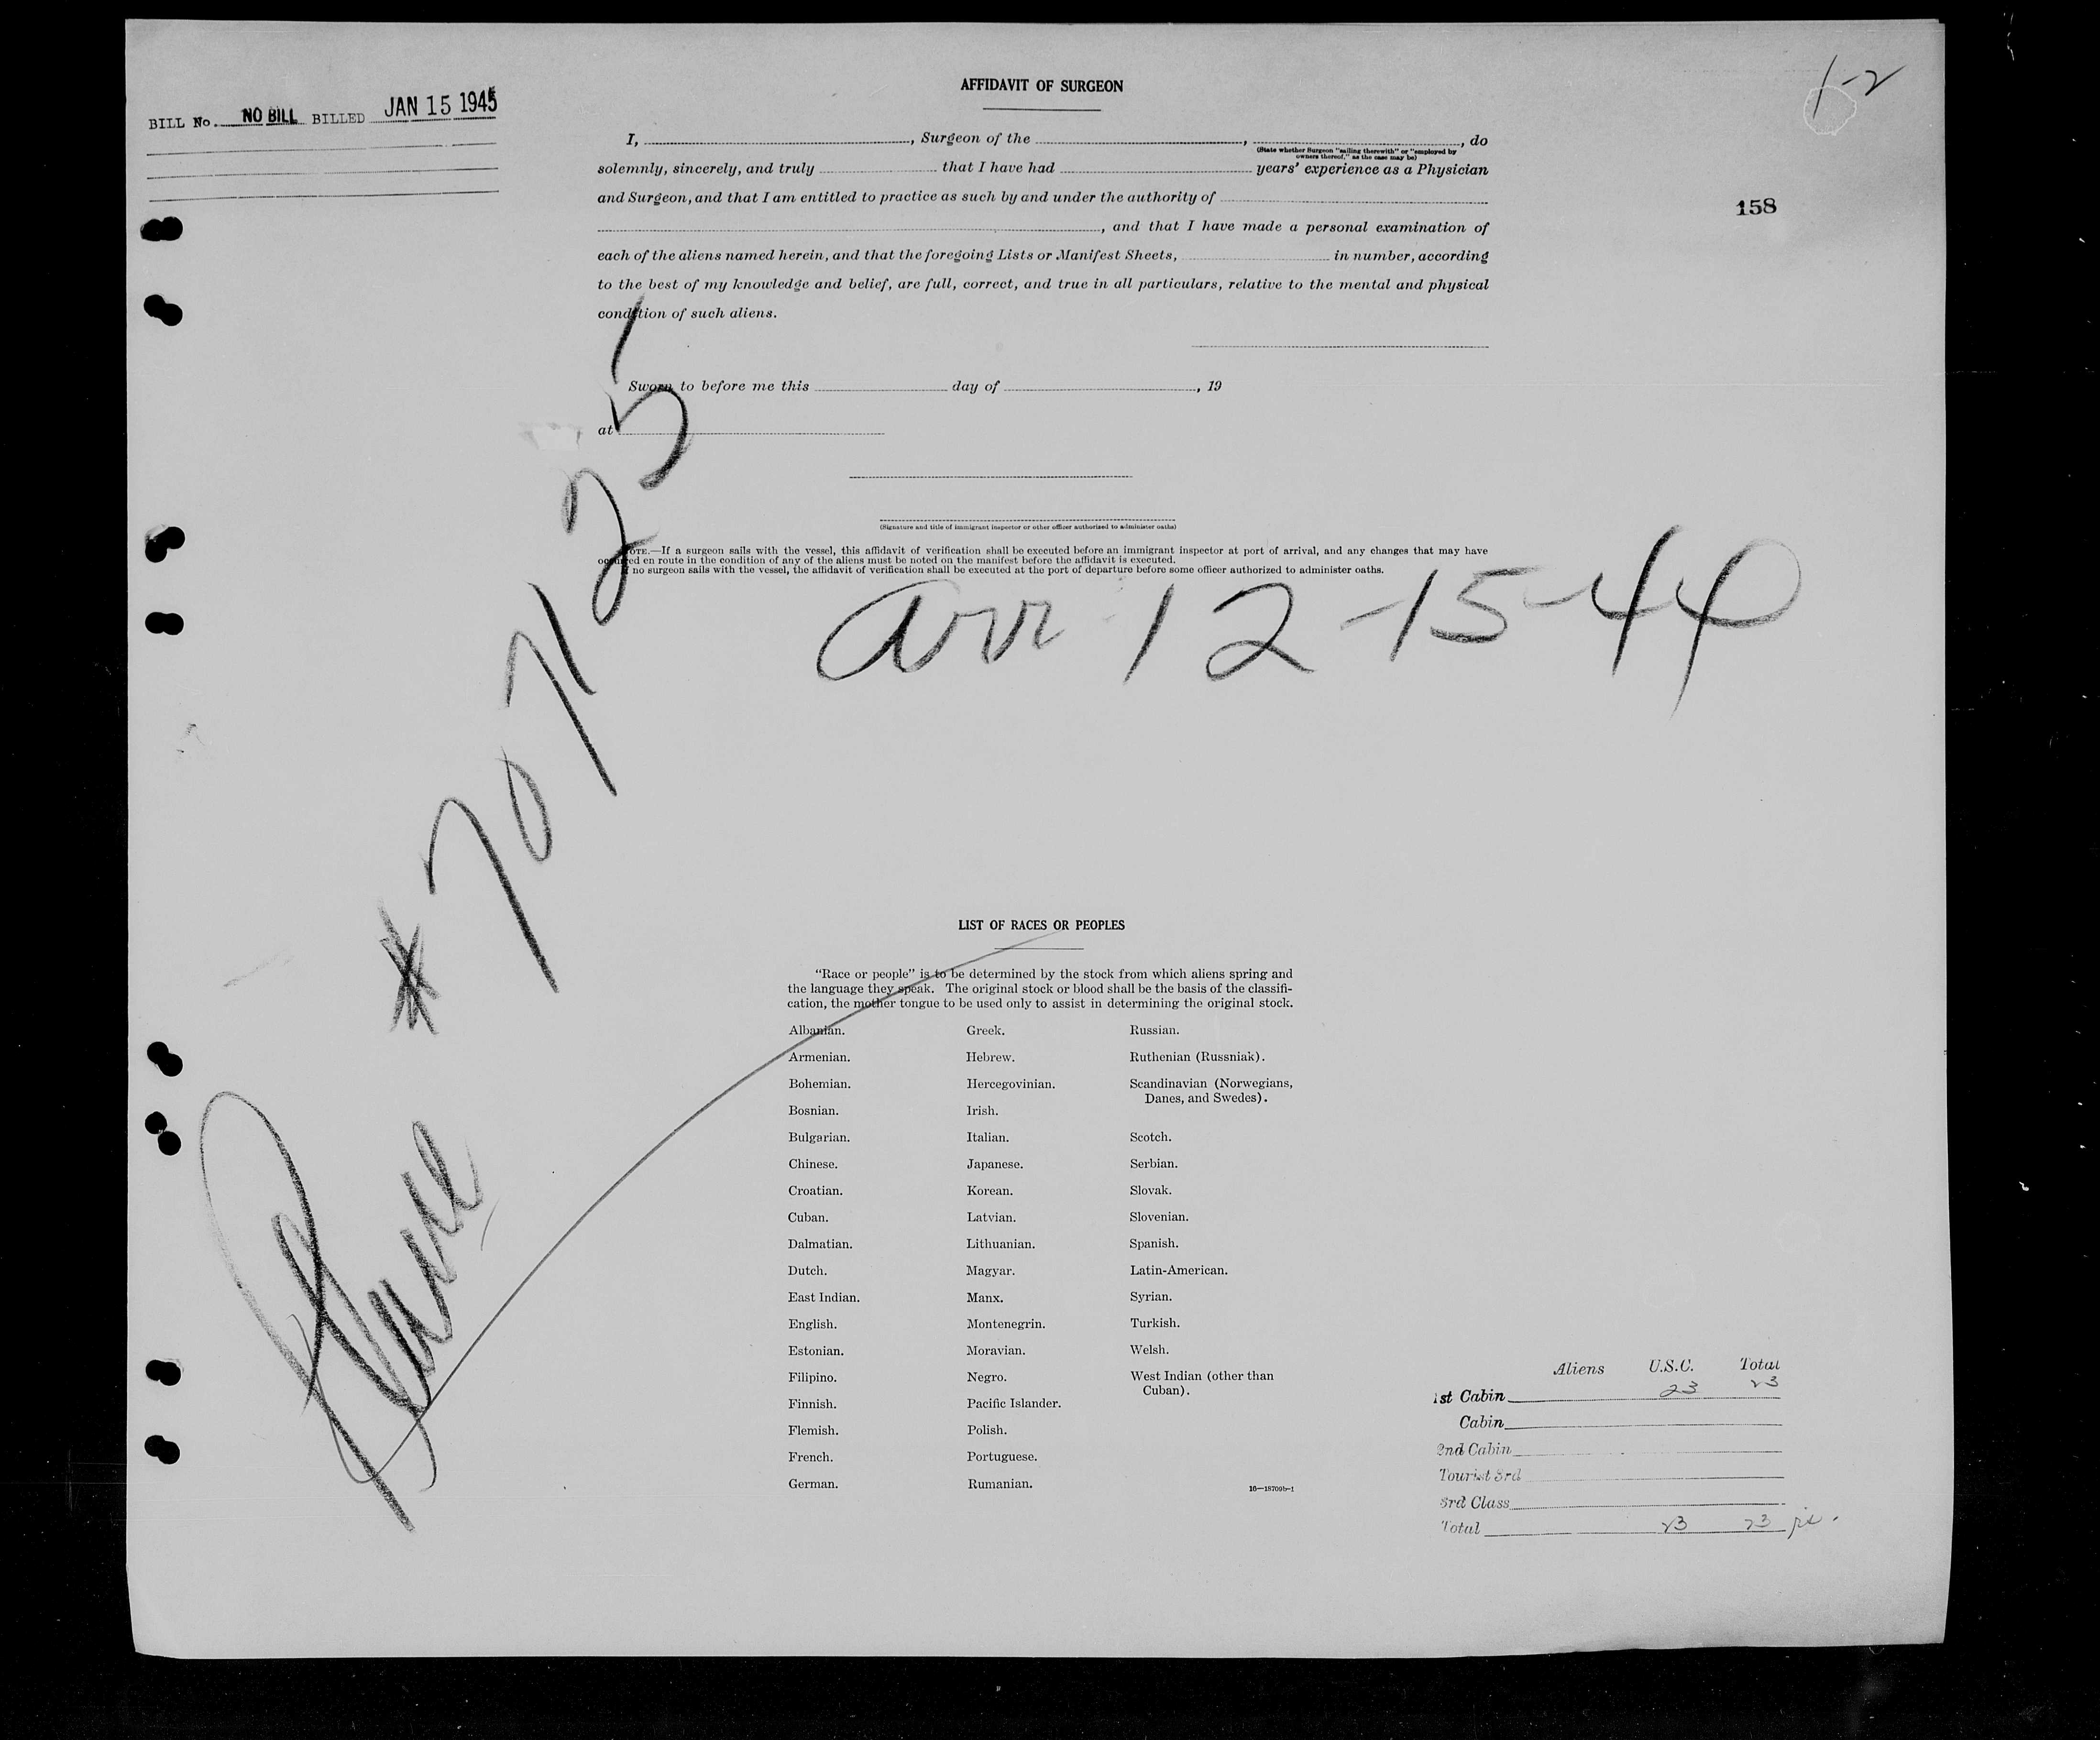 1-2
AFFIDAVIT OF SURGEON
BILL No. NO BILL BILLED JAN 15 1945
I, , Surgeon of the , , do
(State whether Surgeon "sailing therewith" or "employed by
owners thereof," as the case may be)
solemnly, sincerely, and truly that I have had years' experience as a Physician
and Surgeon, and that I am entitled to practice as such by and under the authority of
158
, and that I have made a personal examination of
each of the aliens named herein, and that the foregoing Lists or Manifest Sheets, in number, according
to the best of my knowledge and belief, are full, correct, and true in all particulars, relative to the mental and physical
condition of such aliens.
Sworn to before me this day of , 19
at
(Signature and title of immigrant inspector or other officer authorized to administer oaths)
NOTE.—If a surgeon sails with the vessel, this affidavit of verification shall be executed before an immigrant inspector at port of arrival, and any changes that may have
occurred en route in the condition of any of the aliens must be noted on the manifest before the affidavit is executed.
If no surgeon sails with the vessel, the affidavit of verification shall be executed at the port of departure before some officer authorized to administer oaths.
arr 12-15-44
Plane
LIST OF RACES OR PEOPLES
"Race or people" is to be determined by the stock from which aliens spring and
the language they speak. The original stock or blood shall be the basis of the classifi-
cation, the mother tongue to be used only to assist in determining the original stock.
Albanian.
Armenian.
Bohemian.
Bosnian.
Bulgarian.
Chinese.
Croatian.
Cuban.
Dalmatian.
Dutch.
East Indian.
English.
Estonian.
Filipino.
Finnish.
Flemish.
French.
German.
Greek.
Hebrew.
Hercegovinian.
Irish.
Italian.
Japanese.
Korean.
Latvian.
Lithuanian.
Magyar.
Manx.
Montenegrin.
Moravian.
Negro.
Pacific Islander.
Polish.
Portuguese.
Rumanian.
Russian.
Ruthenian (Russniak).
Scandinavian (Norwegians,
Danes, and Swedes).
Scotch.
Serbian.
Slovak.
Slovenian.
Spanish.
Latin-American.
Syrian.
Turkish.
Welsh.
West Indian (other than
Cuban).
16—18709b-1
Aliens U.S.C. Total
1st Cabin 23 23
Cabin
2nd Cabin
Tourist 3rd
3rd Class
Total 23 23